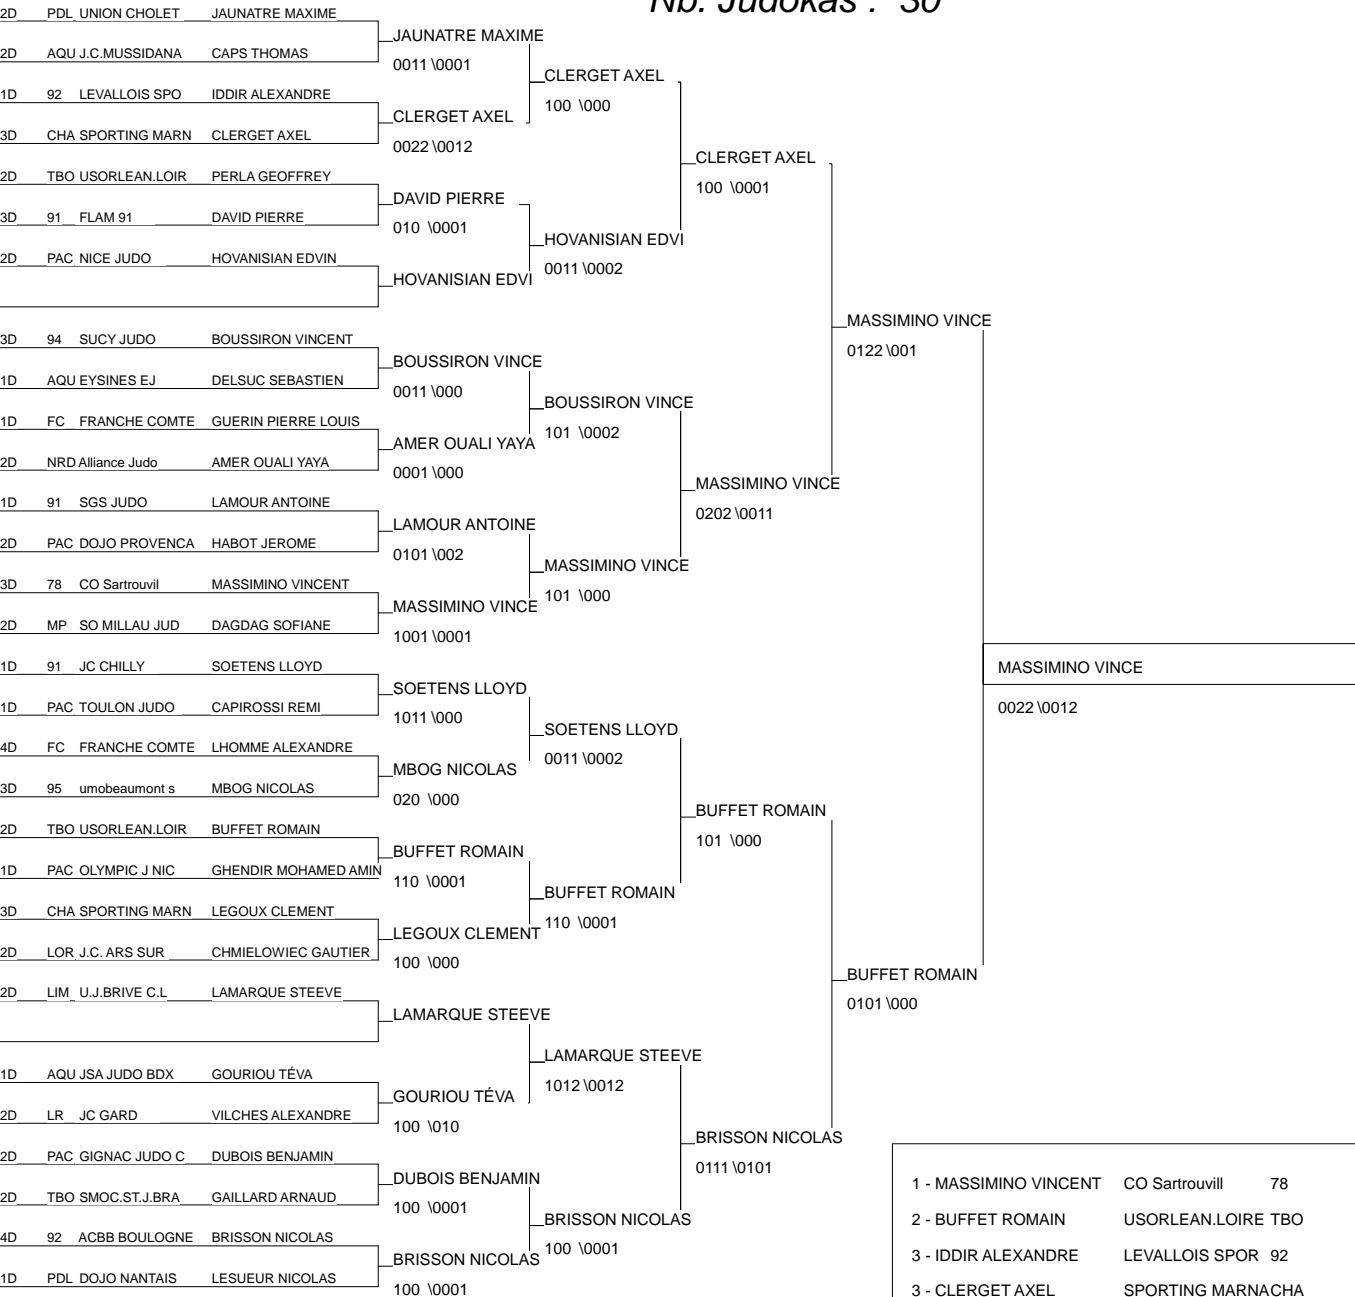 Nb. Judokas : 30
2D PDL UNION CHOLET JAUNATRE MAXIME
2D AQU J.C.MUSSIDANA CAPS THOMAS
1D 92 LEVALLOIS SPO IDDIR ALEXANDRE
3D CHA SPORTING MARN CLERGET AXEL
2D TBO USORLEAN.LOIR PERLA GEOFFREY
3D 91 FLAM 91 DAVID PIERRE
2D PAC NICE JUDO HOVANISIAN EDVIN
3D 94 SUCY JUDO BOUSSIRON VINCENT
1D AQU EYSINES EJ DELSUC SEBASTIEN
1D FC FRANCHE COMTE GUERIN PIERRE LOUIS
2D NRD Alliance Judo AMER OUALI YAYA
1D 91 SGS JUDO LAMOUR ANTOINE
2D PAC DOJO PROVENCA HABOT JEROME
3D 78 CO Sartrouvil MASSIMINO VINCENT
2D MP SO MILLAU JUD DAGDAG SOFIANE
1D 91 JC CHILLY SOETENS LLOYD
1D PAC TOULON JUDO CAPIROSSI REMI
4D FC FRANCHE COMTE LHOMME ALEXANDRE
3D 95 umobeaumont s MBOG NICOLAS
2D TBO USORLEAN.LOIR BUFFET ROMAIN
1D PAC OLYMPIC J NIC GHENDIR MOHAMED AMIN
3D CHA SPORTING MARN LEGOUX CLEMENT
2D LOR J.C. ARS SUR CHMIELOWIEC GAUTIER
2D LIM U.J.BRIVE C.L LAMARQUE STEEVE
1D AQU JSA JUDO BDX GOURIOU TÉVA
2D LR JC GARD VILCHES ALEXANDRE
2D PAC GIGNAC JUDO C DUBOIS BENJAMIN
2D TBO SMOC.ST.J.BRA GAILLARD ARNAUD
4D 92 ACBB BOULOGNE BRISSON NICOLAS
1D PDL DOJO NANTAIS LESUEUR NICOLAS
JAUNATRE MAXIME
0011 \0001
CLERGET AXEL
0022 \0012
DAVID PIERRE
010 \0001
HOVANISIAN EDVI
BOUSSIRON VINCE
0011 \000
AMER OUALI YAYA
0001 \000
LAMOUR ANTOINE
0101 \002
MASSIMINO VINCE
1001 \0001
SOETENS LLOYD
1011 \000
MBOG NICOLAS
020 \000
BUFFET ROMAIN
110 \0001
LEGOUX CLEMENT
100 \000
LAMARQUE STEEVE
GOURIOU TÉVA
100 \010
DUBOIS BENJAMIN
100 \0001
BRISSON NICOLAS
100 \0001
CLERGET AXEL
100 \000
HOVANISIAN EDVI
0011 \0002
BOUSSIRON VINCE
101 \0002
MASSIMINO VINCE
101 \000
SOETENS LLOYD
0011 \0002
BUFFET ROMAIN
110 \0001
LAMARQUE STEEVE
1012 \0012
BRISSON NICOLAS
100 \0001
CLERGET AXEL
100 \0001
MASSIMINO VINCE
0202 \0011
BUFFET ROMAIN
101 \000
BRISSON NICOLAS
0111 \0101
MASSIMINO VINCE
0122 \001
BUFFET ROMAIN
0101 \000
MASSIMINO VINCE
0022 \0012
1 - MASSIMINO VINCENT CO Sartrouvill 78
2 - BUFFET ROMAIN USORLEAN.LOIRE TBO
3 - IDDIR ALEXANDRE LEVALLOIS SPOR 92
3 - CLERGET AXEL SPORTING MARNACHA